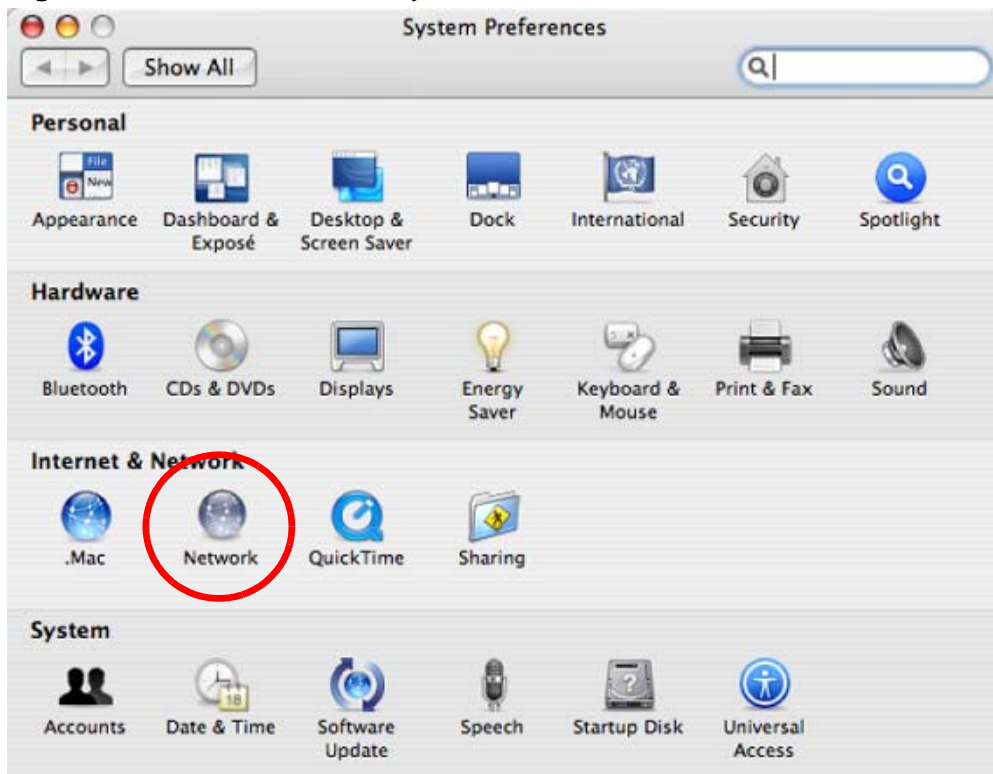 System Preferences
Show All
Personal
File
New
Appearance
Dashboard &
Exposé
Desktop &
Screen Saver
Dock
International
Security
Spotlight
Hardware
Bluetooth
CDs & DVDs
Displays
Energy
Saver
Keyboard &
Mouse
Print & Fax
Sound
Internet & Network
.Mac
Network
QuickTime
Sharing
System
18
?
Accounts
Date & Time
Software
Update
Speech
Startup Disk
Universal
Access